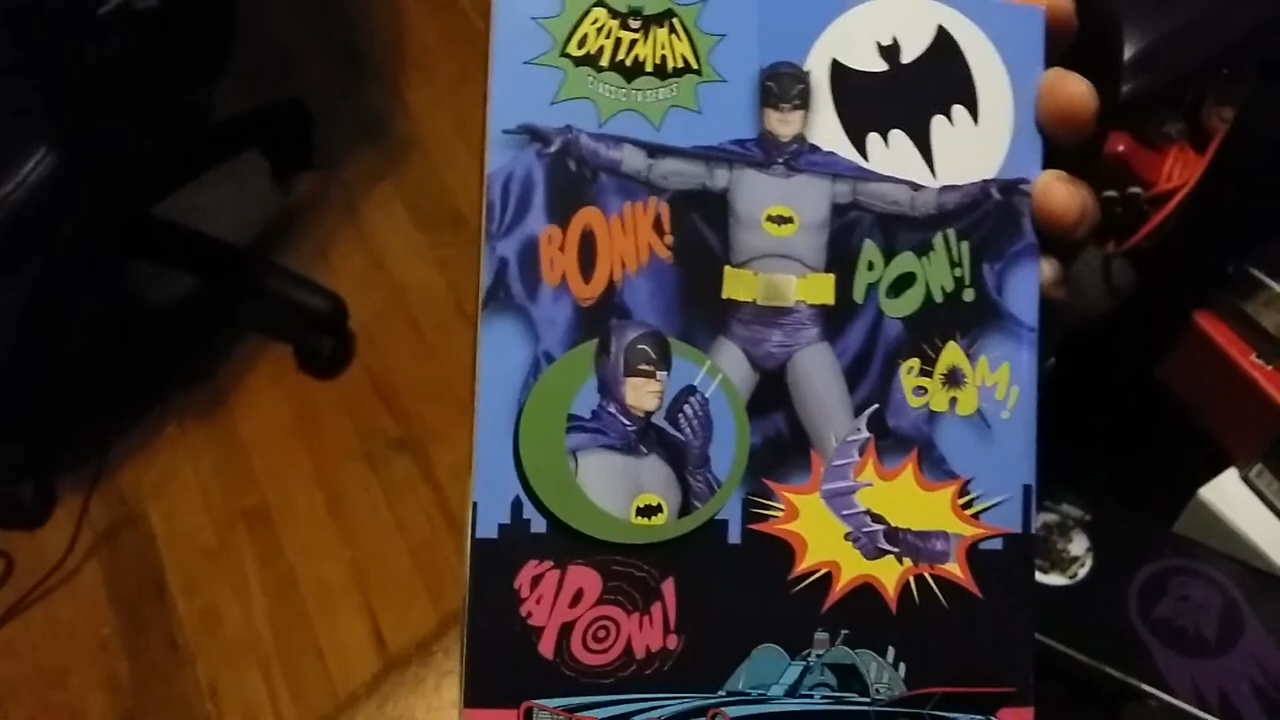 BATMAN
CLASSIC TV SERIES
BONK!
POW!!
BAM!
KAPOW!